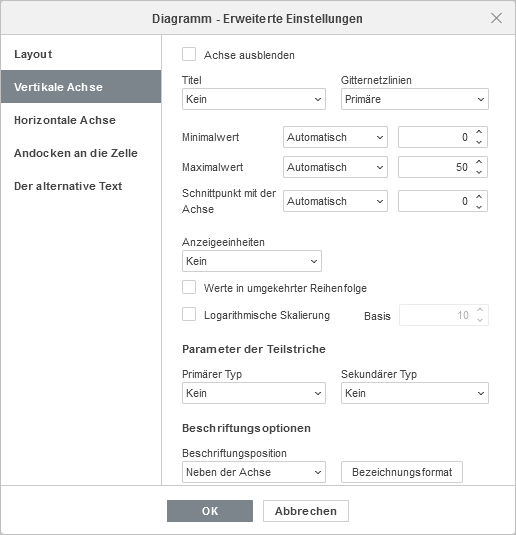 Diagramm - Erweiterte Einstellungen
Layout
Vertikale Achse
Horizontale Achse
Andocken an die Zelle
Der alternative Text
Achse ausblenden
Titel Gitternetzlinien
Kein Primäre
Minimalwert Automatisch 0
Maximalwert Automatisch 50
Schnittpunkt mit der
Achse Automatisch 0
Anzeigeeinheiten
Kein
Werte in umgekehrter Reihenfolge
Logarithmische Skalierung Basis 10
Parameter der Teilstriche
Primärer Typ Sekundärer Typ
Kein Kein
Beschriftungsoptionen
Beschriftungsposition
Neben der Achse Bezeichnungsformat
OK Abbrechen